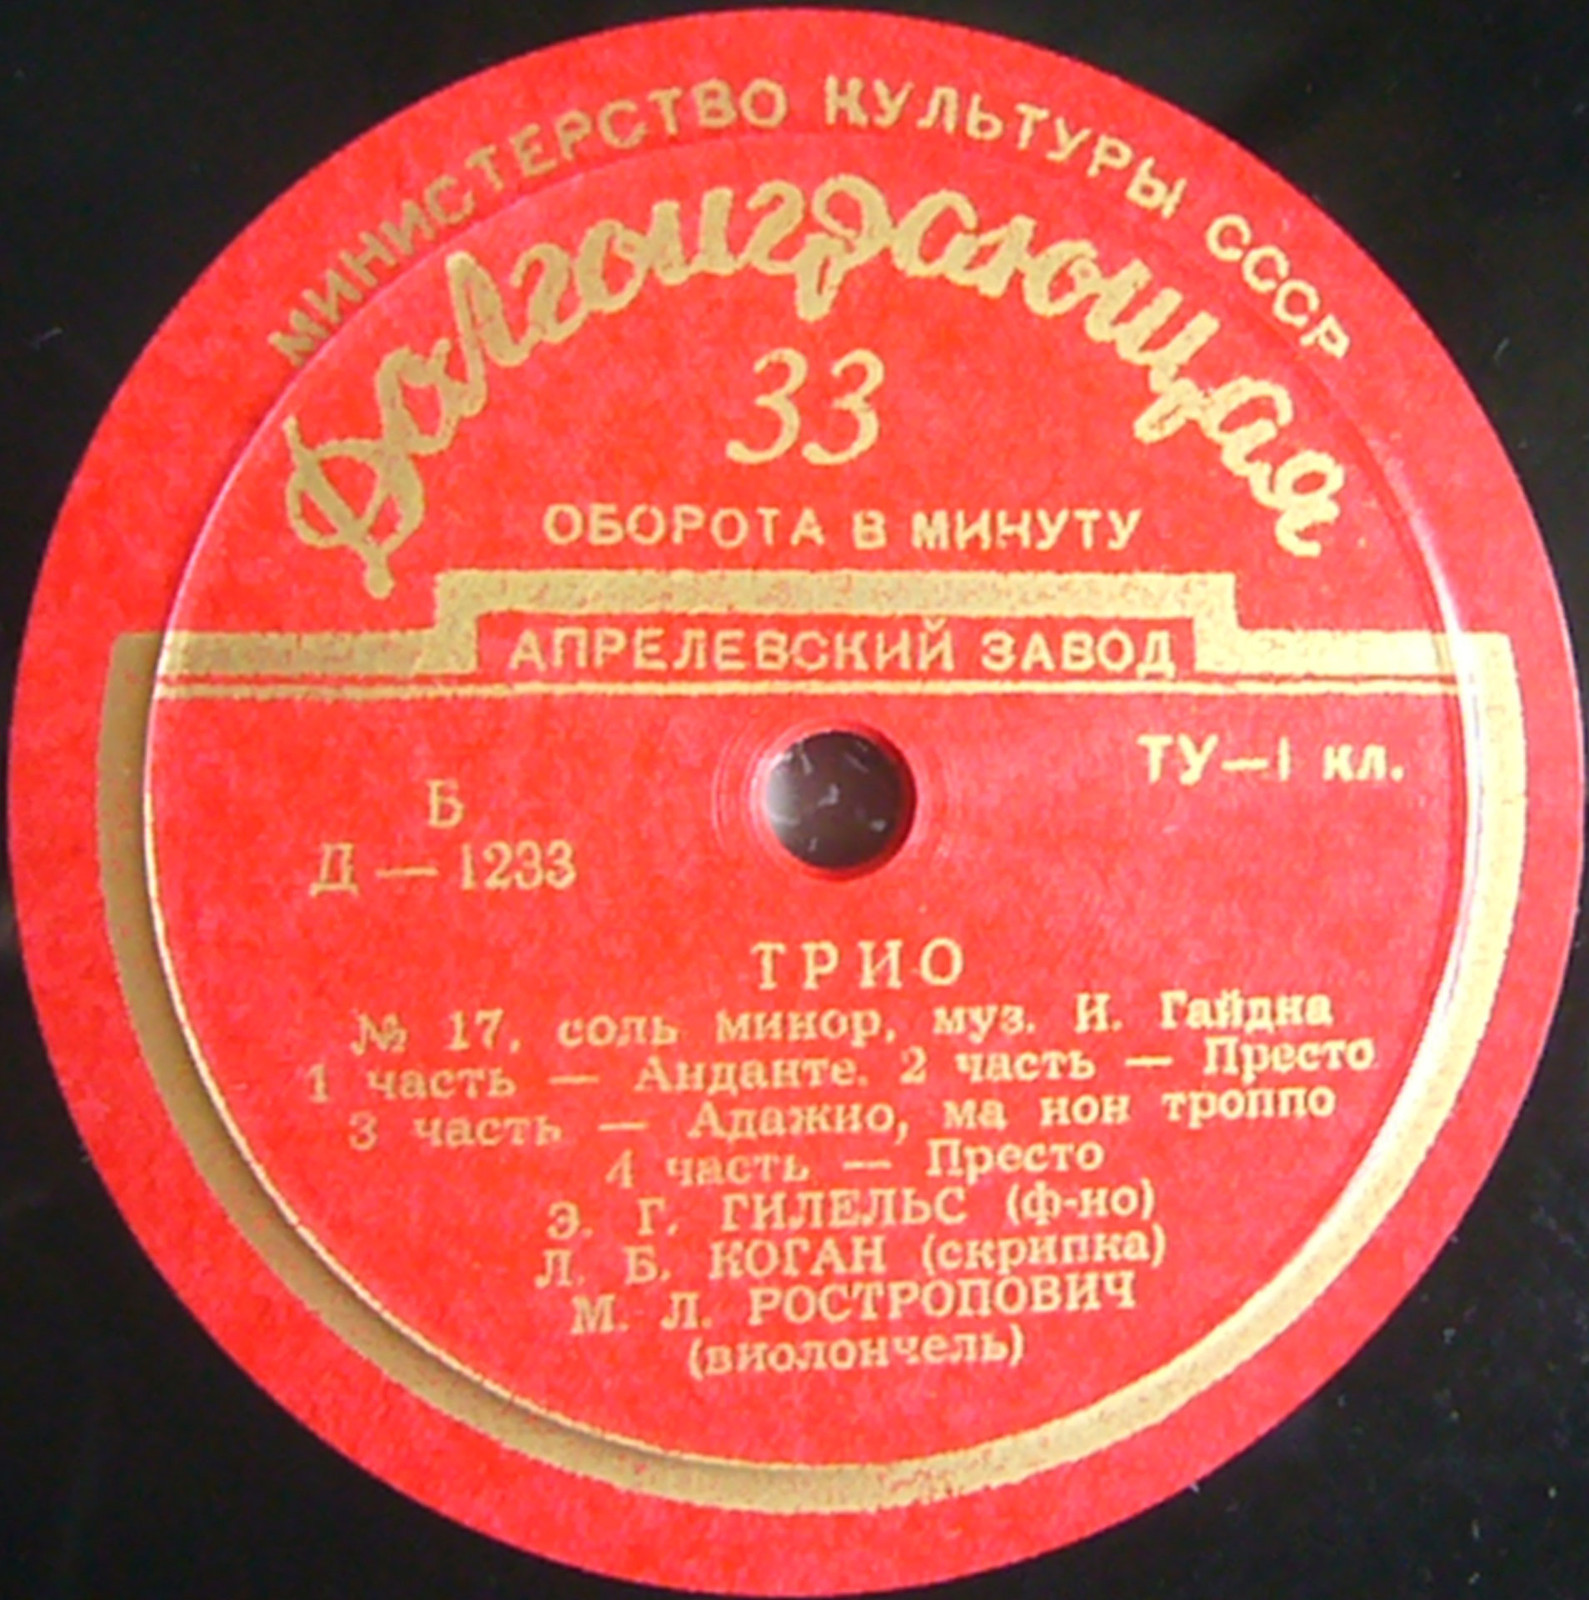 МИНИСТЕРСТВО КУЛЬТУРЫ СССР
Долгоиграющая
33
ОБОРОТА В МИНУТУ
АПРЕЛЕВСКИЙ ЗАВОД
ТУ—1 кл.
Б
Д — 1233
ТРИО
№ 17, соль минор, муз. И. Гайдна
1 часть — Анданте. 2 часть — Престо
3 часть — Адажио, ма нон троппо
4 часть — Престо
Э. Г. ГИЛЕЛЬС (ф-но)
Л. Б. КОГАН (скрипка)
М. Л. РОСТРОПОВИЧ
(виолончель)